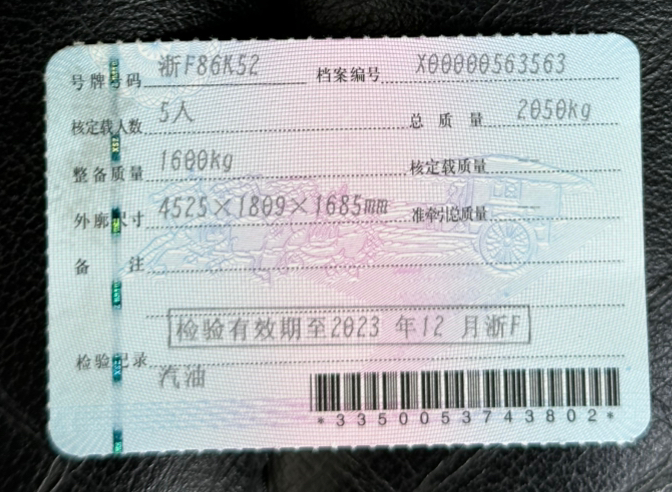 号牌号码 浙F86K52 档案编号 X00000563563
核定载人数 5人 总质量 2050kg
整备质量 1600kg 核定载质量
外廓尺寸 4525×1809×1685mm 准牵引总质量
备注
检验有效期至2023 年12 月浙F
检验记录
汽油
*3350053743802*